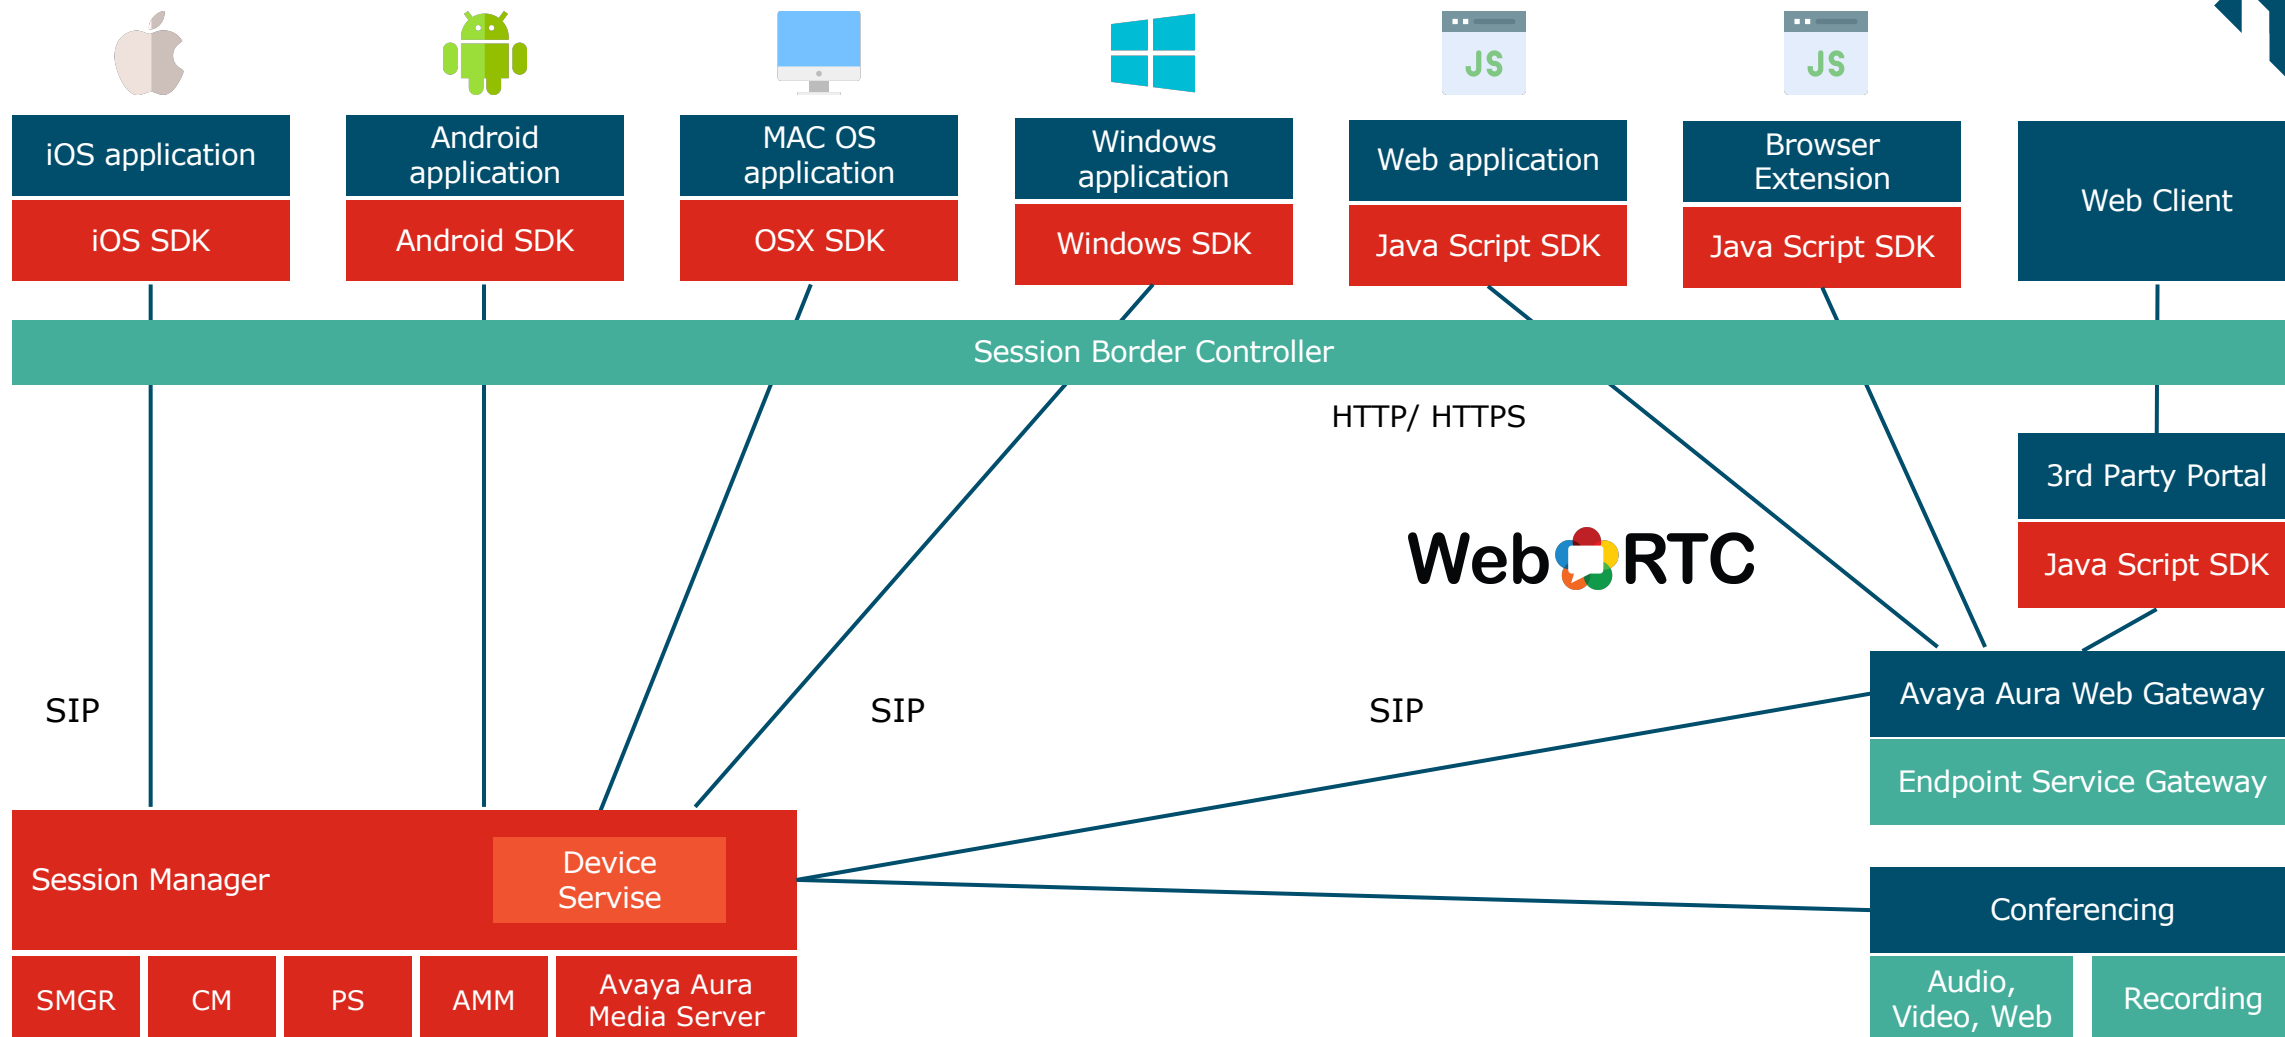 JS
JS
iOS application
Android
application
MAC OS
application
Windows
application
Web application
Browser
Extension
Web Client
iOS SDK
Android SDK
OSX SDK
Windows SDK
Java Script SDK
Java Script SDK
Session Border Controller
HTTP/ HTTPS
3rd Party Portal
Java Script SDK
Web RTC
SIP
SIP
SIP
Avaya Aura Web Gateway
Endpoint Service Gateway
Session Manager
Device
Servise
Conferencing
SMGR
CM
PS
AMM
Avaya Aura
Media Server
Audio,
Video, Web
Recording